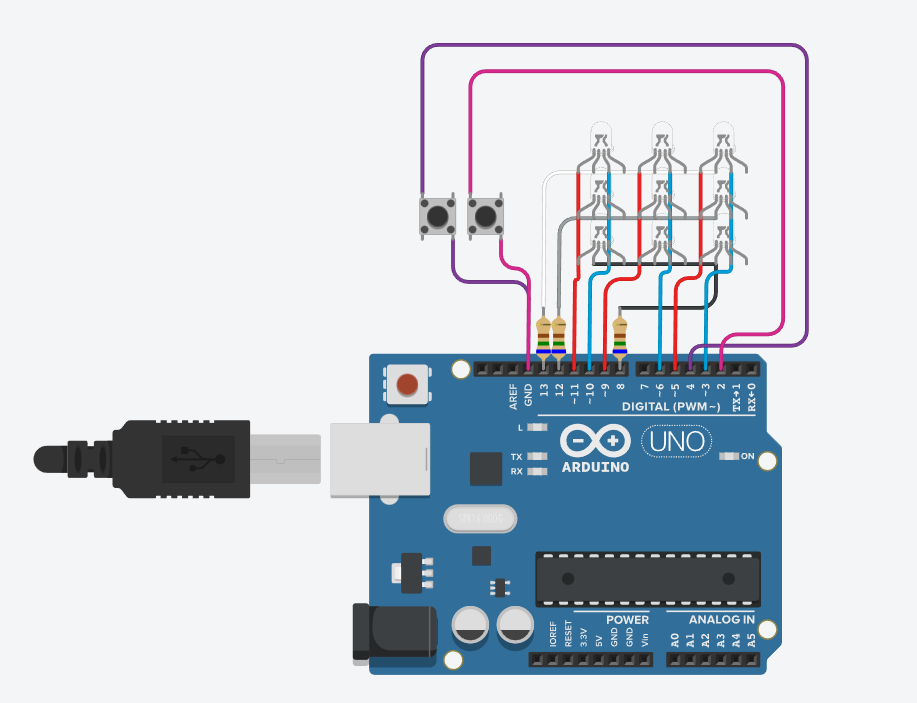 AREF
GND
13
12
~11
~10
~9
8
7
~6
~5
4
~3
2
TX→1
RX←0
DIGITAL (PWM~)
L
TX
RX
ARDUINO
UNO
ON
POWER
ANALOG IN
IOREF
RESET
3.3V
5V
GND
GND
Vin
A0
A1
A2
A3
A4
A5